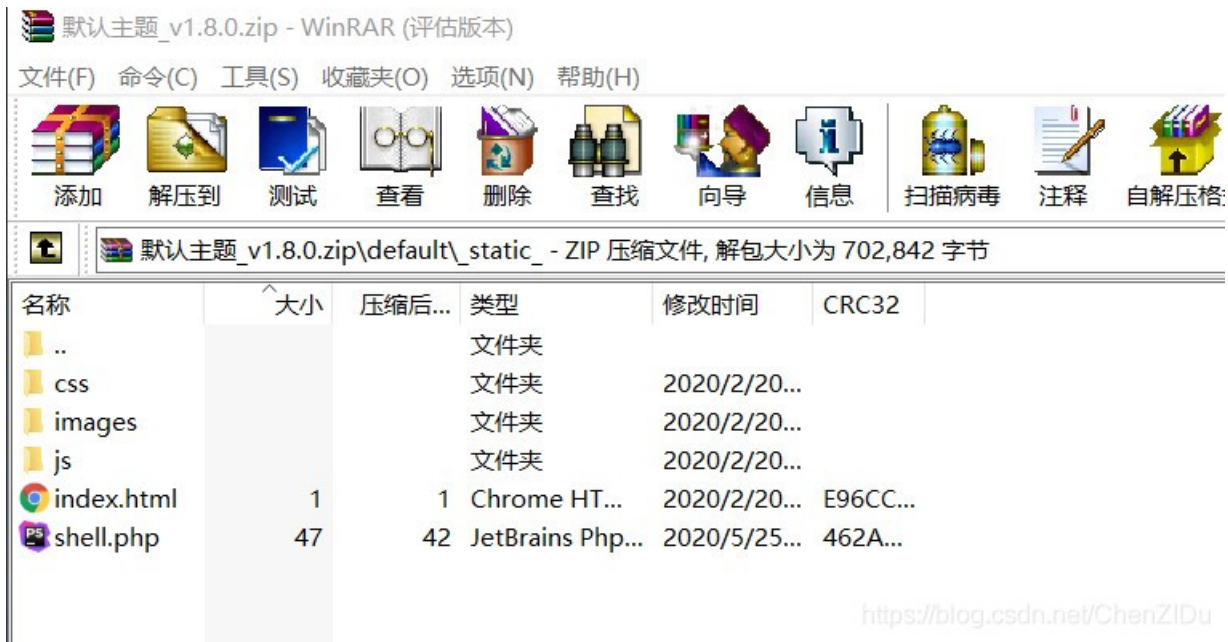 默认主题_v1.8.0.zip - WinRAR (评估版本)
文件(F) 命令(C) 工具(S) 收藏夹(O) 选项(N) 帮助(H)
添加 解压到 测试 查看 删除 查找 向导 信息 扫描病毒 注释 自解压格
默认主题_v1.8.0.zip\default\_static_ - ZIP 压缩文件, 解包大小为 702,842 字节
名称 大小 压缩后... 类型 修改时间 CRC32
.. 文件夹
css 文件夹 2020/2/20...
images 文件夹 2020/2/20...
js 文件夹 2020/2/20...
index.html 1 1 Chrome HT... 2020/2/20... E96CC...
shell.php 47 42 JetBrains Php... 2020/5/25... 462A...
https://blog.csdn.net/ChenZIDu